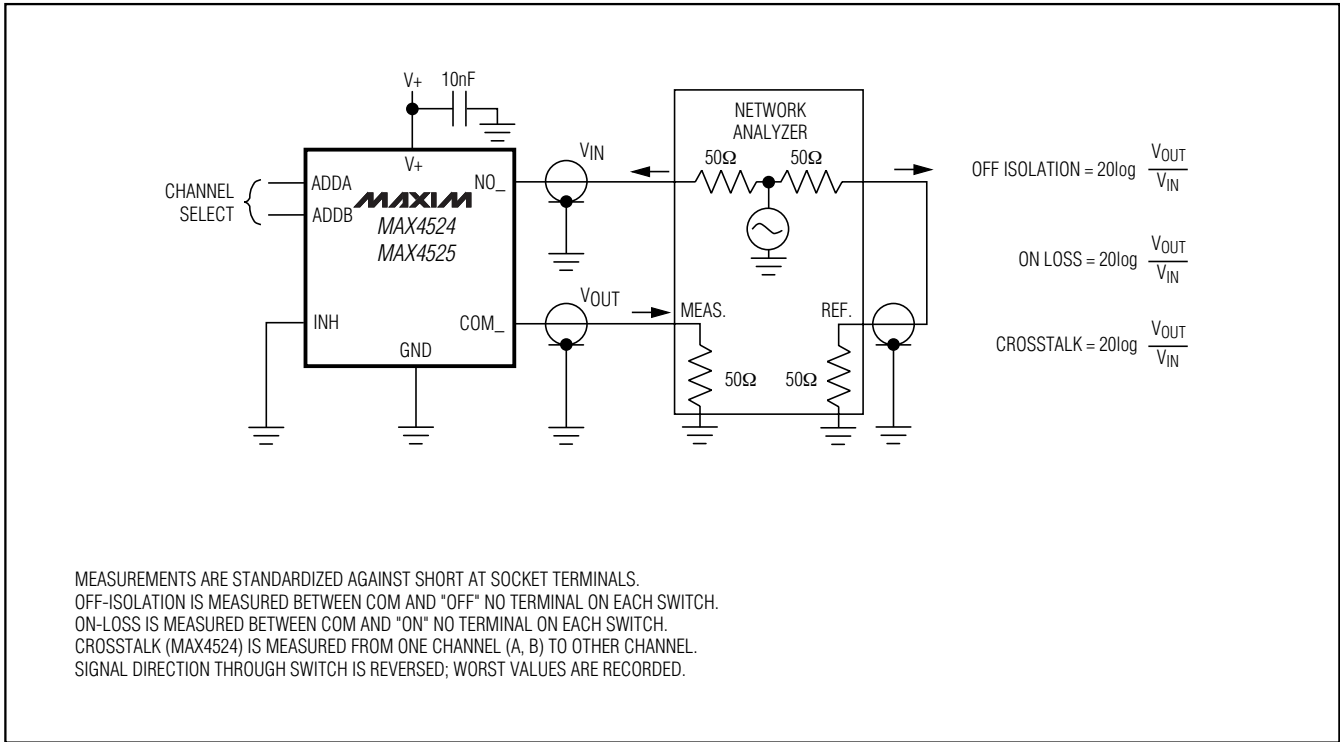 V+
10nF
V+
CHANNEL
SELECT
ADDA
ADDB
INH
MAXIM
MAX4524
MAX4525
NO_
COM_
GND
VIN
VOUT
NETWORK
ANALYZER
50Ω
50Ω
MEAS.
REF.
50Ω
50Ω
OFF ISOLATION = 20log VOUT
VIN
ON LOSS = 20log VOUT
VIN
CROSSTALK = 20log VOUT
VIN
MEASUREMENTS ARE STANDARDIZED AGAINST SHORT AT SOCKET TERMINALS.
OFF-ISOLATION IS MEASURED BETWEEN COM AND "OFF" NO TERMINAL ON EACH SWITCH.
ON-LOSS IS MEASURED BETWEEN COM AND "ON" NO TERMINAL ON EACH SWITCH.
CROSSTALK (MAX4524) IS MEASURED FROM ONE CHANNEL (A, B) TO OTHER CHANNEL.
SIGNAL DIRECTION THROUGH SWITCH IS REVERSED; WORST VALUES ARE RECORDED.